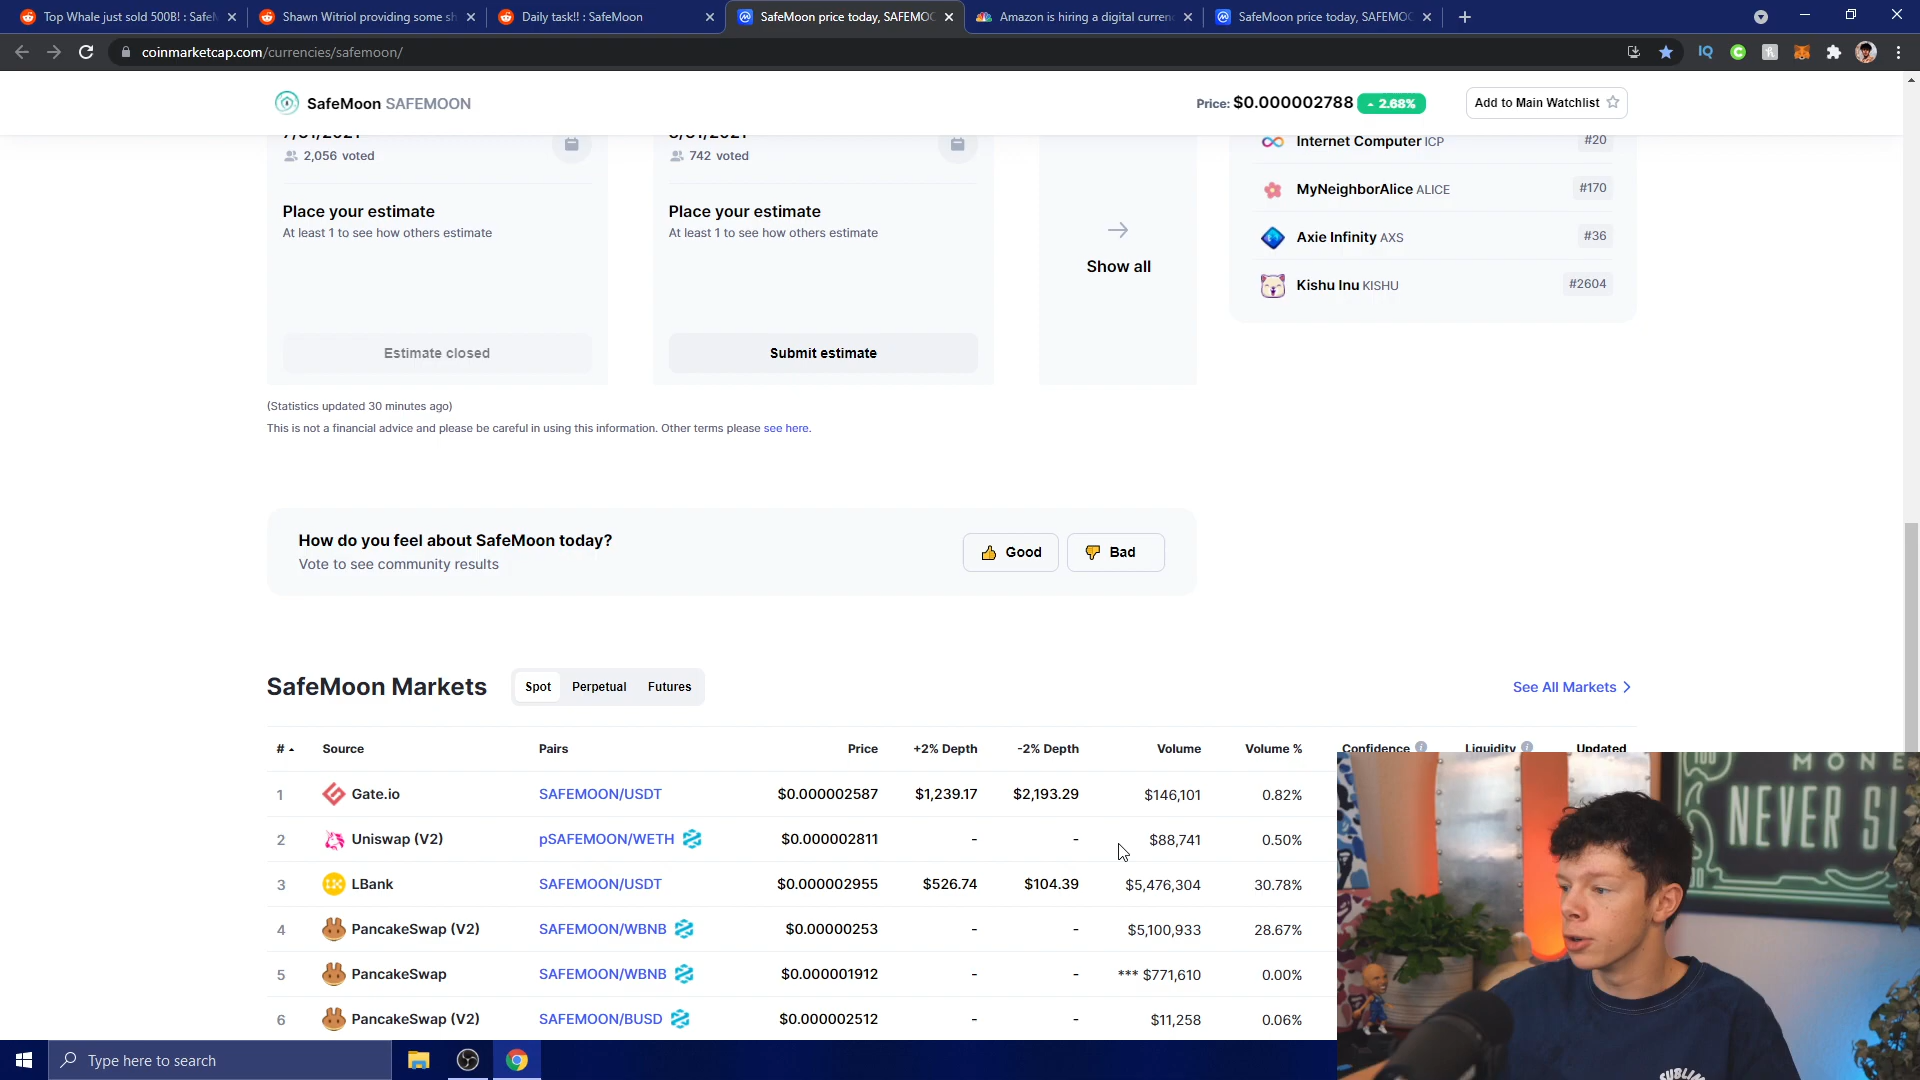 Top Whale just sold 500B! : Safe
Shawn Witriol providing some s
Daily task!! : SafeMoon
SafeMoon price today, SAFEMOO
Amazon is hiring a digital curren
SafeMoon price today, SAFEMOC
coinmarketcap.com/currencies/safemoon/
IQ
SafeMoon SAFEMOON
Price: $0.000002788 2.68%
Add to Main Watchlist
2,056 voted
742 voted
Place your estimate
At least 1 to see how others estimate
Estimate closed
Place your estimate
At least 1 to see how others estimate
Submit estimate
Show all
Internet Computer ICP #20
MyNeighborAlice ALICE #170
Axie Infinity AXS #36
Kishu Inu KISHU #2604
(Statistics updated 30 minutes ago)
This is not a financial advice and please be careful in using this information. Other terms please see here.
How do you feel about SafeMoon today?
Vote to see community results
Good
Bad
SafeMoon Markets
Spot Perpetual Futures
See All Markets
# Source Pairs Price +2% Depth -2% Depth Volume Volume % Confidence Liquidity Updated
1 Gate.io SAFEMOON/USDT $0.000002587 $1,239.17 $2,193.29 $146,101 0.82%
2 Uniswap (V2) pSAFEMOON/WETH $0.000002811 - - $88,741 0.50%
3 LBank SAFEMOON/USDT $0.000002955 $526.74 $104.39 $5,476,304 30.78%
4 PancakeSwap (V2) SAFEMOON/WBNB $0.00000253 - - $5,100,933 28.67%
5 PancakeSwap SAFEMOON/WBNB $0.000001912 - - *** $771,610 0.00%
6 PancakeSwap (V2) SAFEMOON/BUSD $0.000002512 - - $11,258 0.06%
MONE
NEVER SL
100
SUBLIM
Type here to search